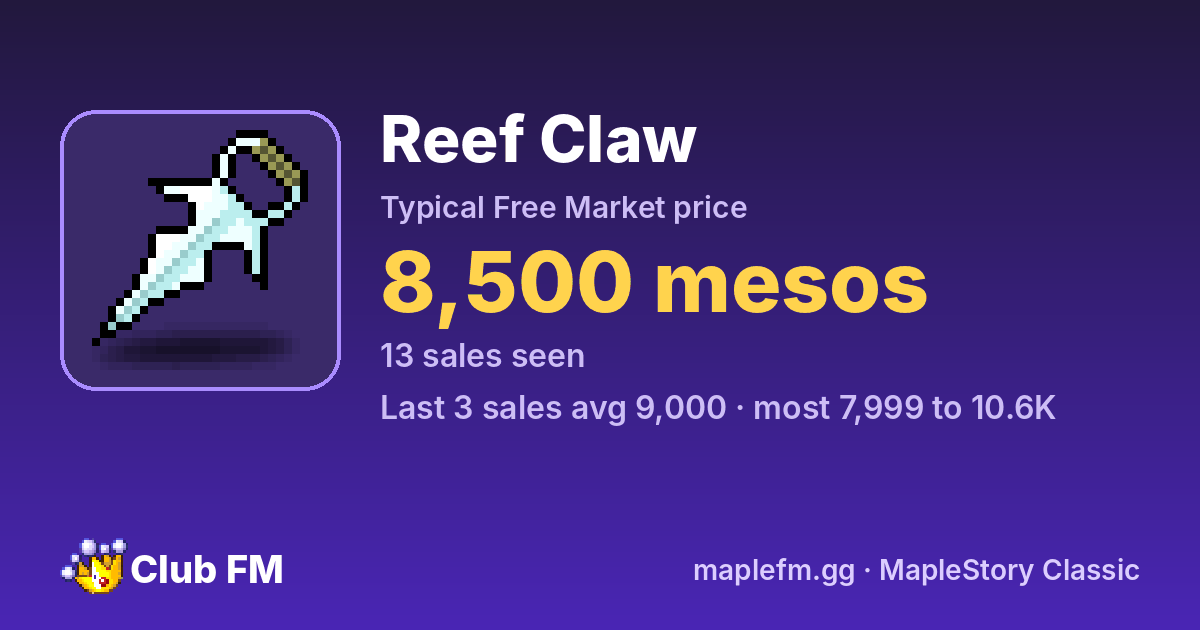 Reef Claw
Typical Free Market price
8,500 mesos
13 sales seen
Last 3 sales avg 9,000 · most 7,999 to 10.6K
Club FM
maplefm.gg · MapleStory Classic